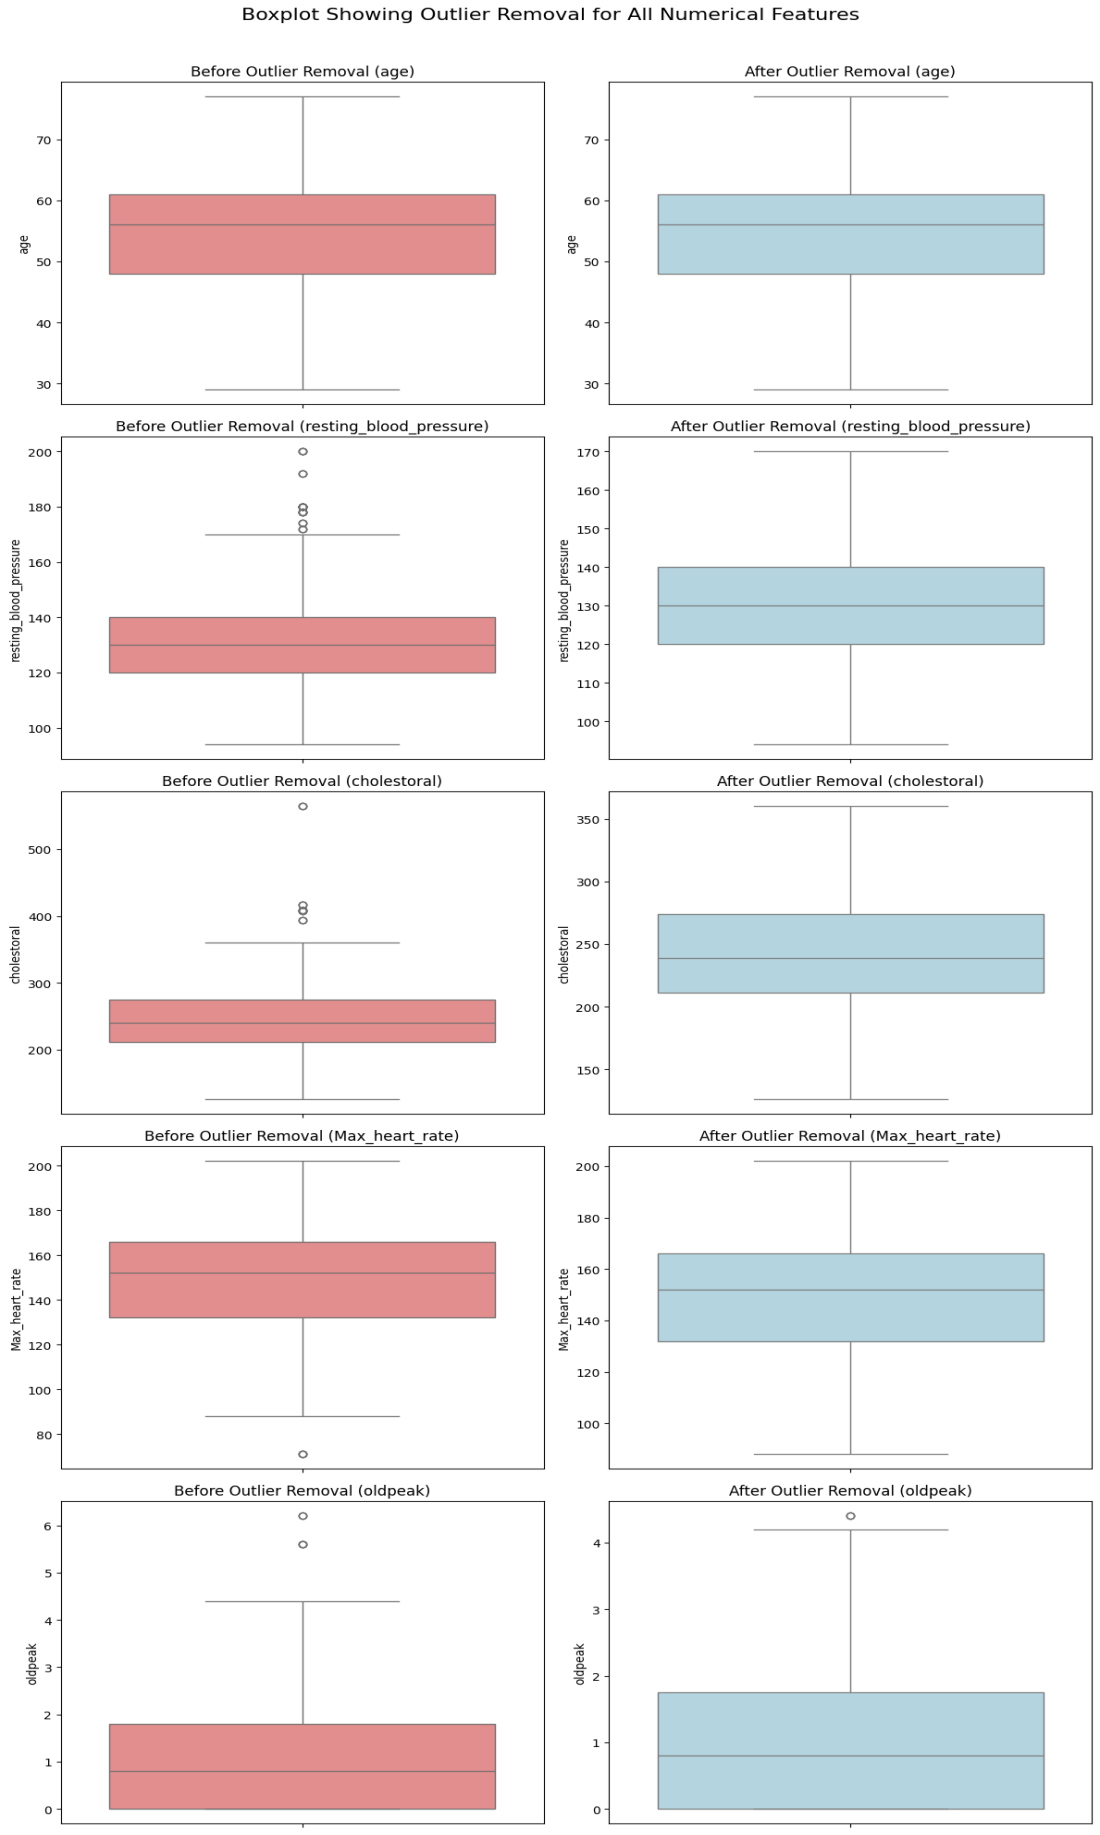 Boxplot Showing Outlier Removal for All Numerical Features
Before Outlier Removal (age)
70
60
50
40
30
age
After Outlier Removal (age)
70
60
50
40
30
age
Before Outlier Removal (resting_blood_pressure)
200
180
160
140
120
100
resting_blood_pressure
After Outlier Removal (resting_blood_pressure)
170
160
150
140
130
120
110
100
resting_blood_pressure
Before Outlier Removal (cholestoral)
500
400
300
200
cholestoral
After Outlier Removal (cholestoral)
350
300
250
200
150
cholestoral
Before Outlier Removal (Max_heart_rate)
200
180
160
140
120
100
80
Max_heart_rate
After Outlier Removal (Max_heart_rate)
200
180
160
140
120
100
Max_heart_rate
Before Outlier Removal (oldpeak)
6
5
4
3
2
1
0
oldpeak
After Outlier Removal (oldpeak)
4
3
2
1
0
oldpeak